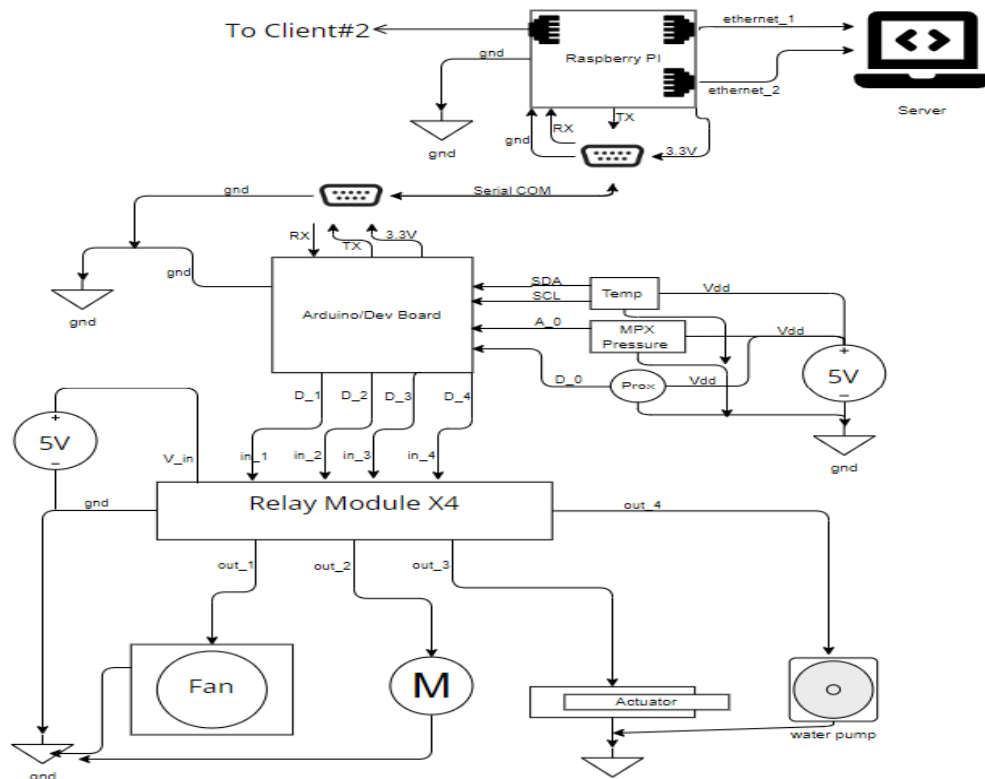 To Client#2
ethernet_1
gnd
Raspberry PI
ethernet_2
Server
gnd
gnd
RX
TX
3.3V
gnd
Serial COM
RX
TX
3.3V
gnd
gnd
Arduino/Dev Board
SDA
SCL
Temp
Vdd
A_0
MPX
Pressure
Vdd
D_0
Prox
Vdd
+
5V
−
gnd
D_1
D_2
D_3
D_4
+
5V
−
V_in
in_1
in_2
in_3
in_4
gnd
Relay Module X4
out_4
out_1
out_2
out_3
Fan
M
Actuator
water pump
gnd